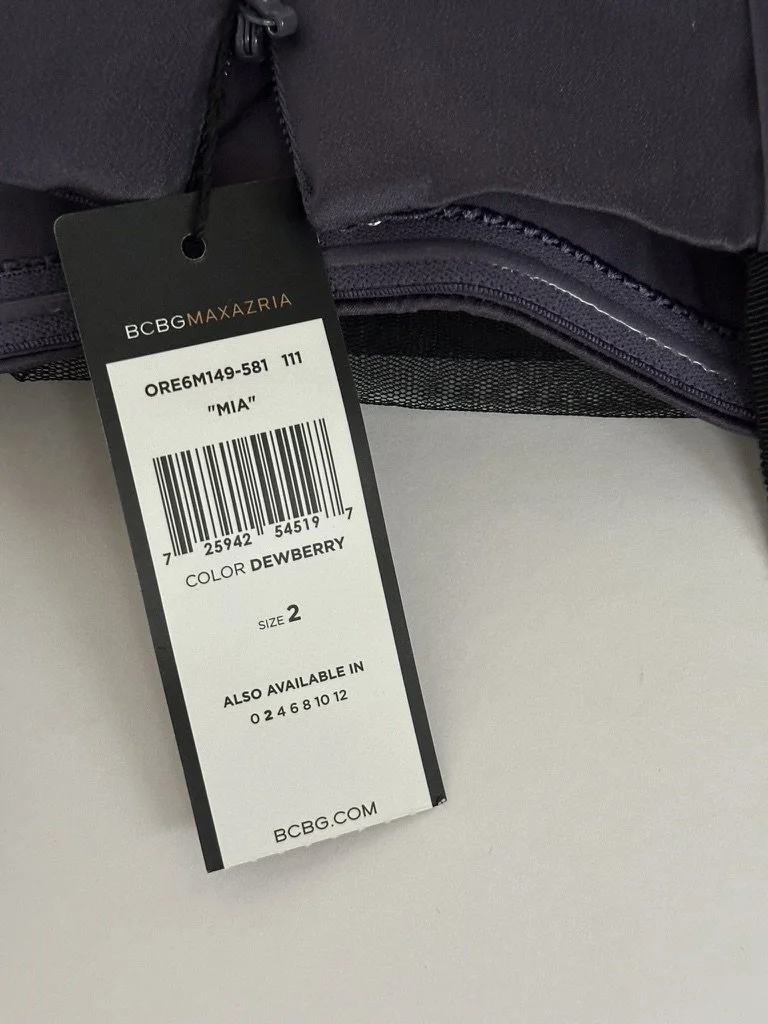 BCBGMAXAZRIA
ORE6M149-581 111
"MIA"
7 25942 54519 7
COLOR DEWBERRY
SIZE 2
ALSO AVAILABLE IN
0 2 4 6 8 10 12
BCBG.COM